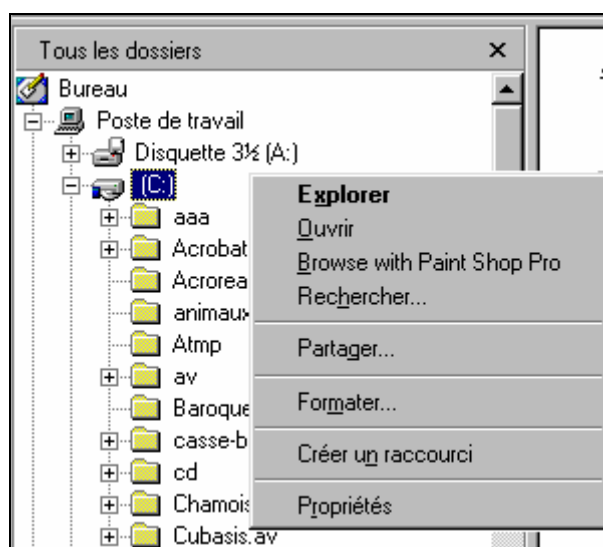 Tous les dossiers
Bureau
Poste de travail
Disquette 3½ (A:)
(C:)
aaa
Acrobat
Acrorea
animaux
Atmp
av
Baroque
casse-b
cd
Chamois
Cubasis.av
Explorer
Ouvrir
Browse with Paint Shop Pro
Rechercher...
Partager...
Formater...
Créer un raccourci
Propriétés